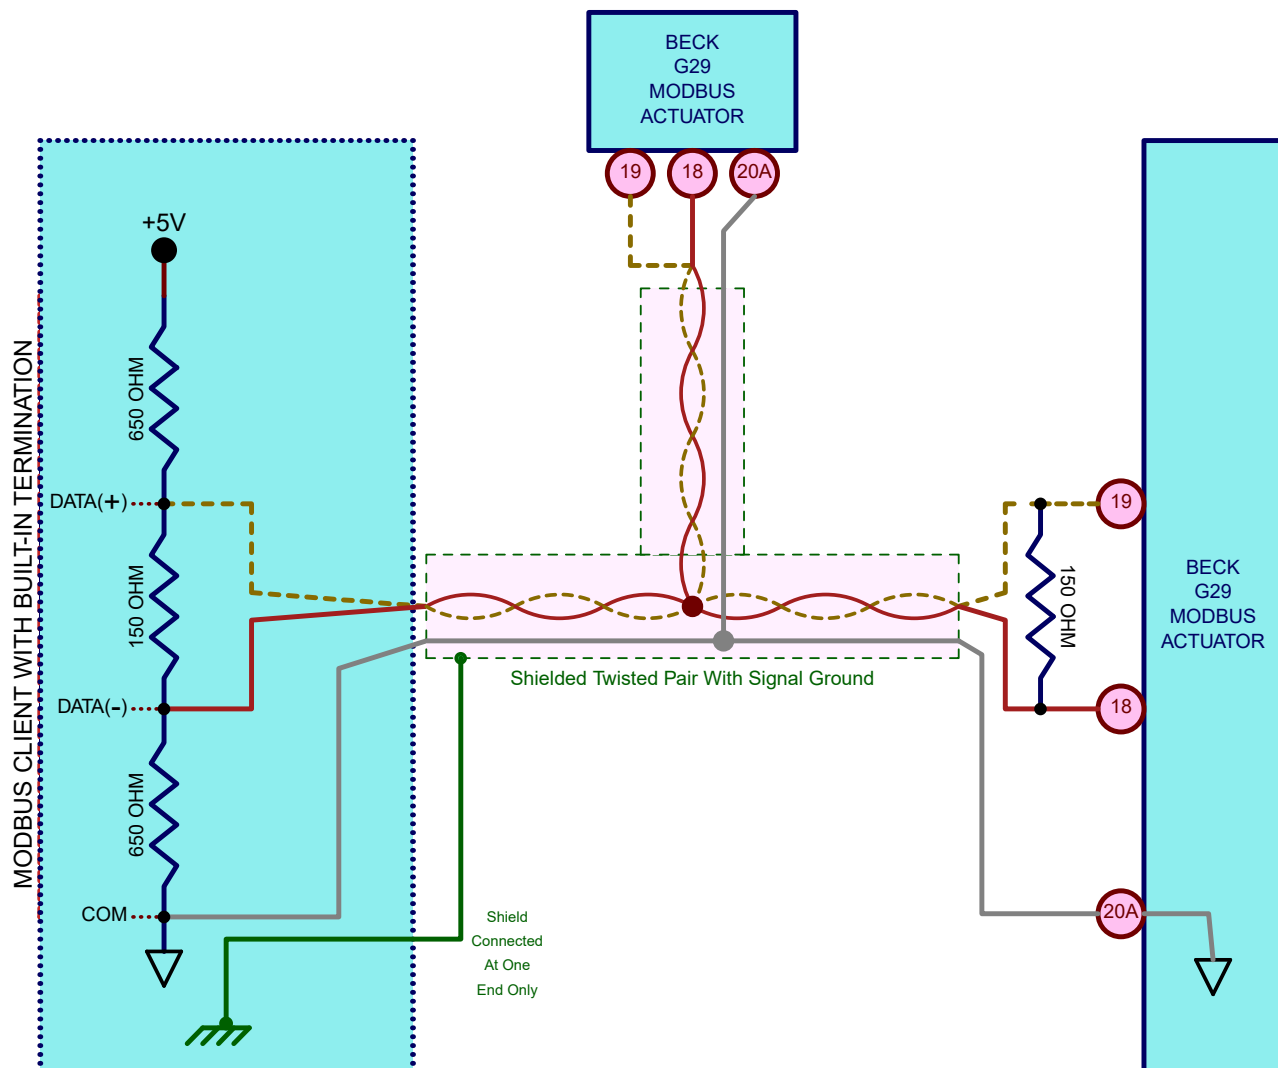 BECK
G29
MODBUS
ACTUATOR
19
18
20A
MODBUS CLIENT WITH BUILT-IN TERMINATION
+5V
650 OHM
DATA(+)
150 OHM
DATA(-)
650 OHM
COM
Shielded Twisted Pair With Signal Ground
Shield
Connected
At One
End Only
150 OHM
19
18
20A
BECK
G29
MODBUS
ACTUATOR